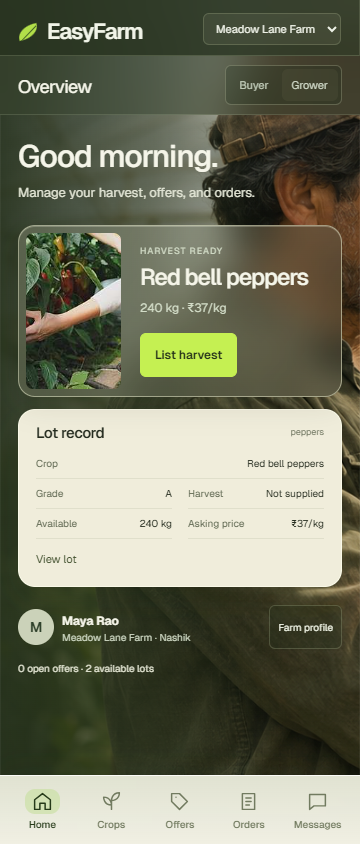 EasyFarm
Meadow Lane Farm
Overview
Buyer
Grower
Good morning.
Manage your harvest, offers, and orders.
HARVEST READY
Red bell peppers
240 kg · ₹37/kg
List harvest
Lot record
peppers
Crop Red bell peppers
Grade A Harvest Not supplied
Available 240 kg Asking price ₹37/kg
View lot
M
Maya Rao
Meadow Lane Farm · Nashik
Farm profile
0 open offers · 2 available lots
Home Crops Offers Orders Messages